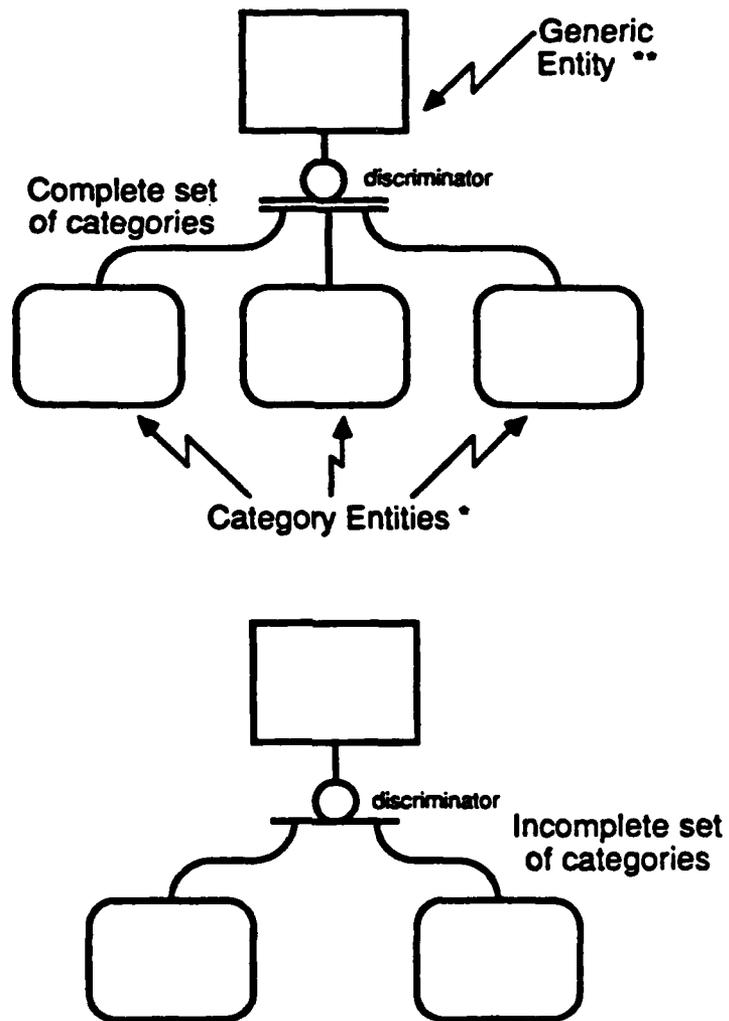 Generic
Entity **
discriminator
Complete set
of categories
Category Entities *
discriminator
Incomplete set
of categories